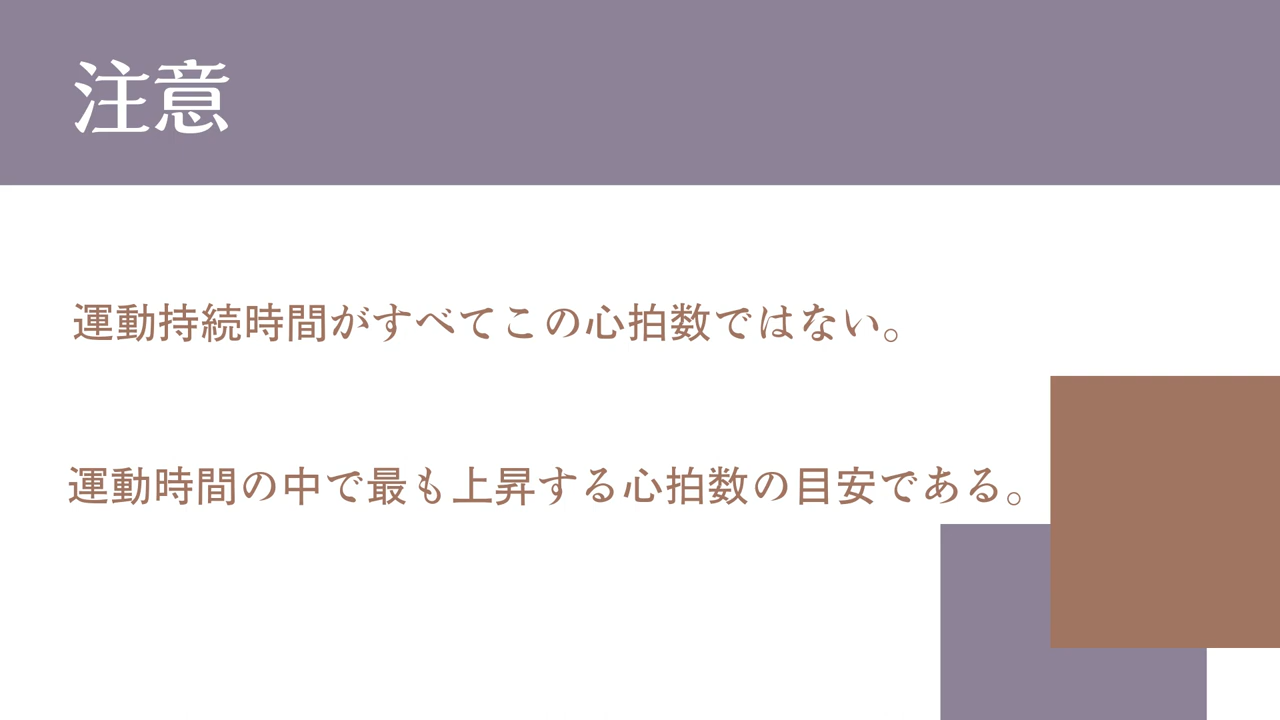 注意
運動持続時間がすべてこの心拍数ではない。
運動時間の中で最も上昇する心拍数の目安である。